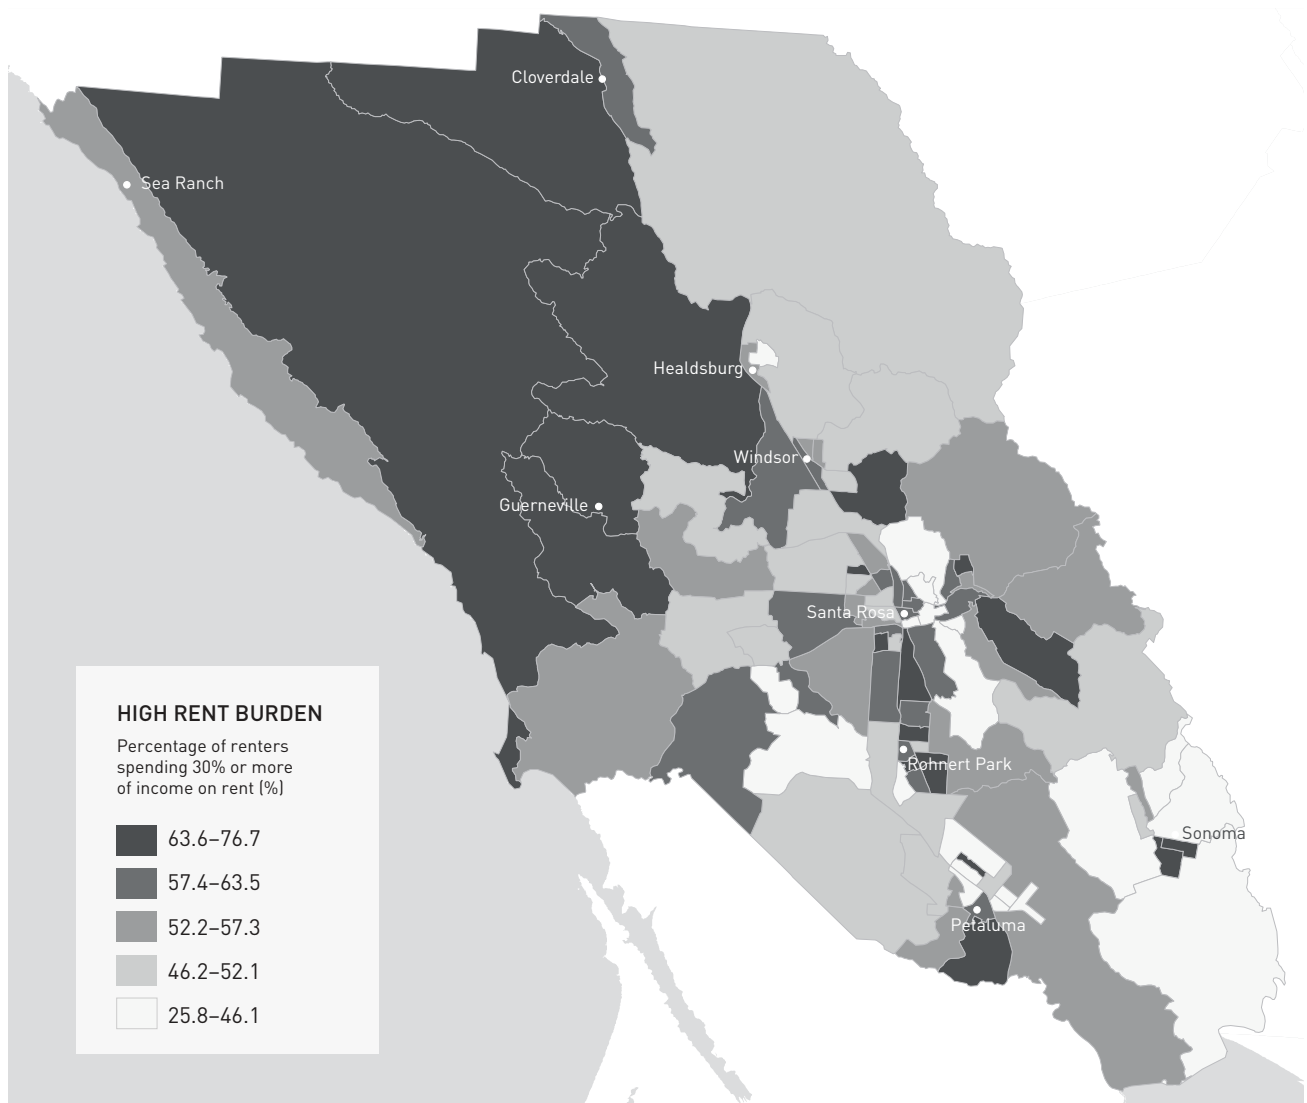 Cloverdale
Sea Ranch
Healdsburg
Windsor
Guerneville
Santa Rosa
Rohnert Park
Sonoma
Petaluma
HIGH RENT BURDEN
Percentage of renters
spending 30% or more
of income on rent (%)
63.6–76.7
57.4–63.5
52.2–57.3
46.2–52.1
25.8–46.1